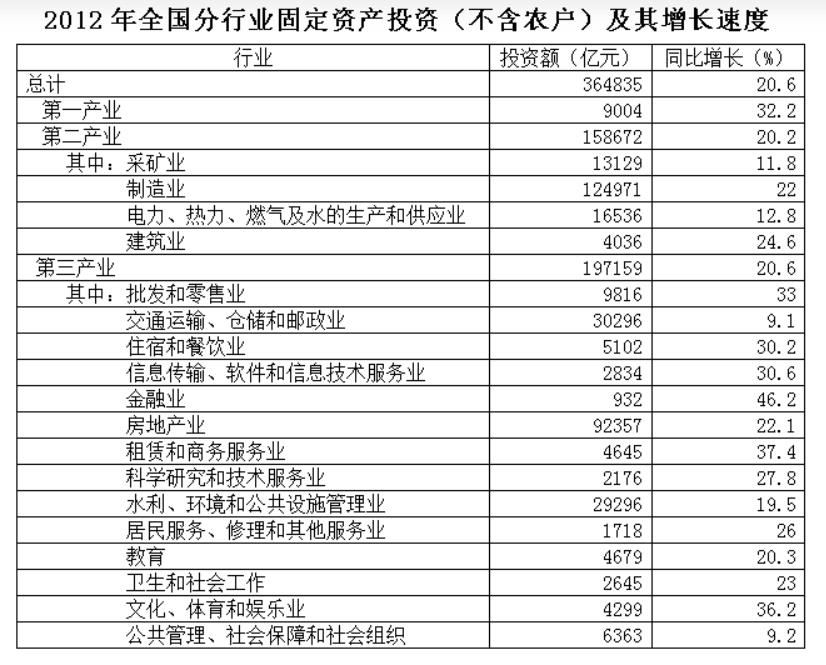 2012年全国分行业固定资产投资（不含农户）及其增长速度
行业 投资额（亿元） 同比增长（%）
总计 364835 20.6
第一产业 9004 32.2
第二产业 158672 20.2
其中：采矿业 13129 11.8
制造业 124971 22
电力、热力、燃气及水的生产和供应业 16536 12.8
建筑业 4036 24.6
第三产业 197159 20.6
其中：批发和零售业 9816 33
交通运输、仓储和邮政业 30296 9.1
住宿和餐饮业 5102 30.2
信息传输、软件和信息技术服务业 2834 30.6
金融业 932 46.2
房地产业 92357 22.1
租赁和商务服务业 4645 37.4
科学研究和技术服务业 2176 27.8
水利、环境和公共设施管理业 29296 19.5
居民服务、修理和其他服务业 1718 26
教育 4679 20.3
卫生和社会工作 2645 23
文化、体育和娱乐业 4299 36.2
公共管理、社会保障和社会组织 6363 9.2